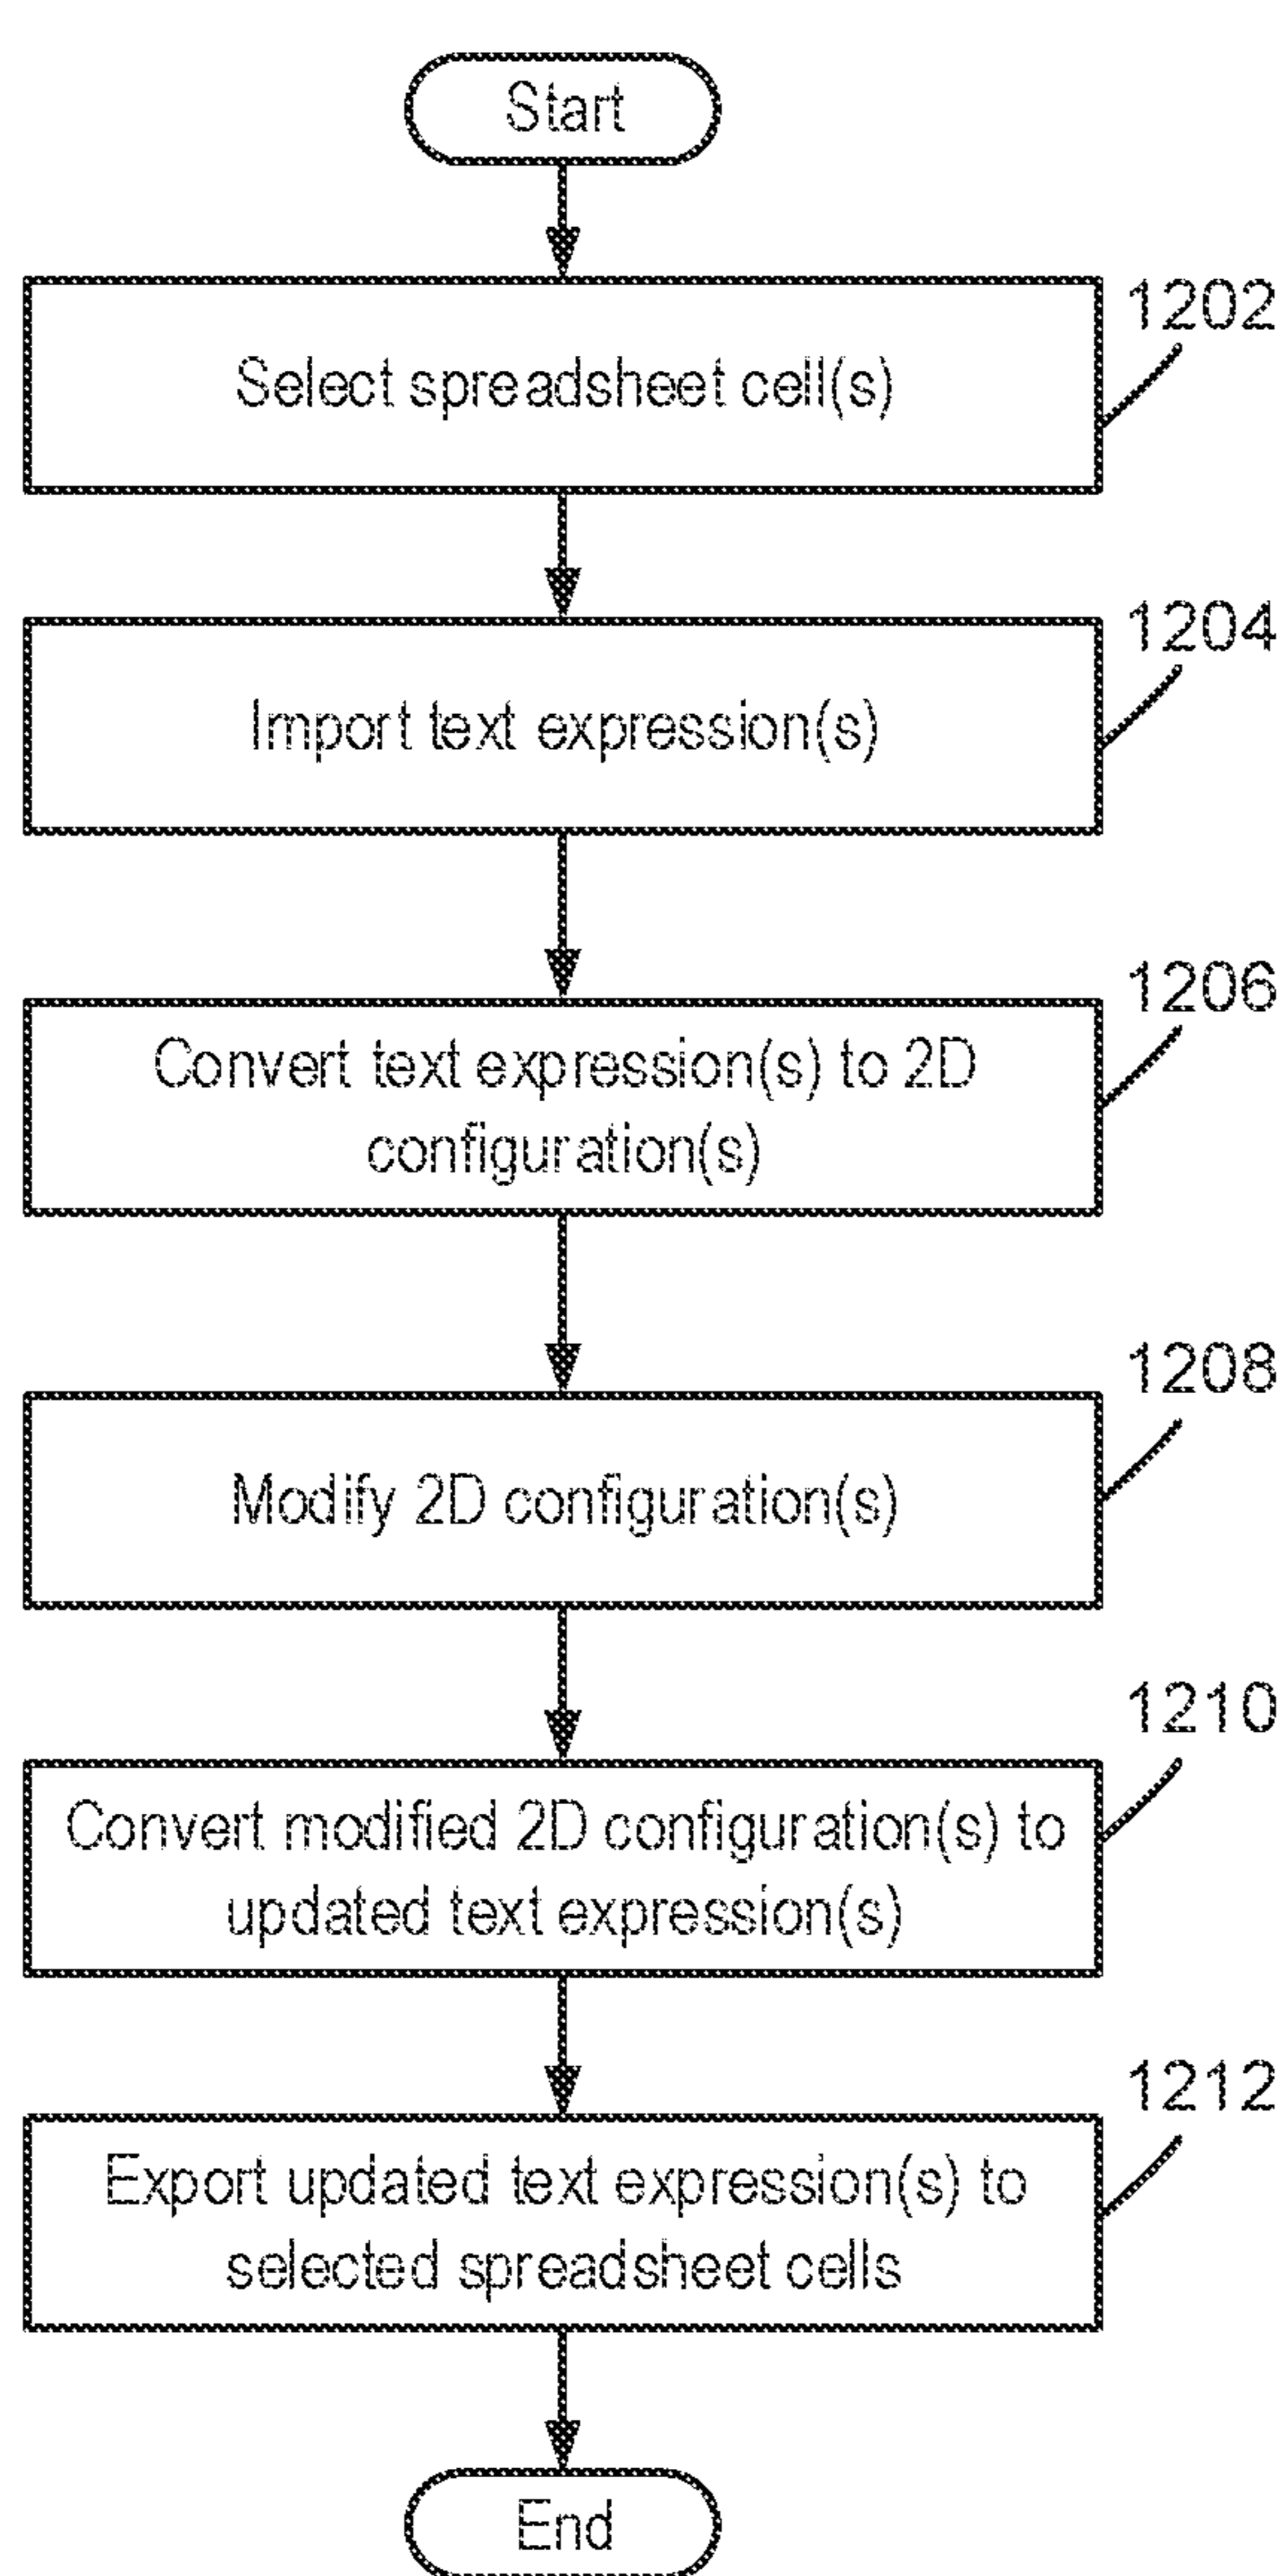 Start
1202
Select spreadsheet cell(s)
1204
Import text expression(s)
1206
Convert text expression(s) to 2D
configuration(s)
1208
Modify 2D configuration(s)
1210
Convert modified 2D configuration(s) to
updated text expression(s)
1212
Export updated text expression(s) to
selected spreadsheet cells
End